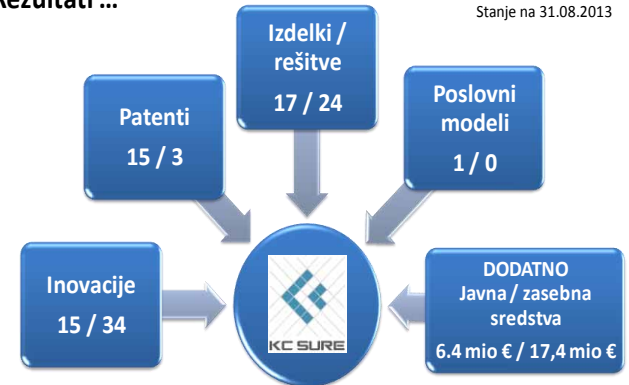 Rezultati ...
Stanje na 31.08.2013
Izdelki /
rešitve
17 / 24
Patenti
15 / 3
Poslovni
modeli
1 / 0
Inovacije
15 / 34
KC SURE
DODATNO
Javna / zasebna
sredstva
6.4 mio € / 17,4 mio €